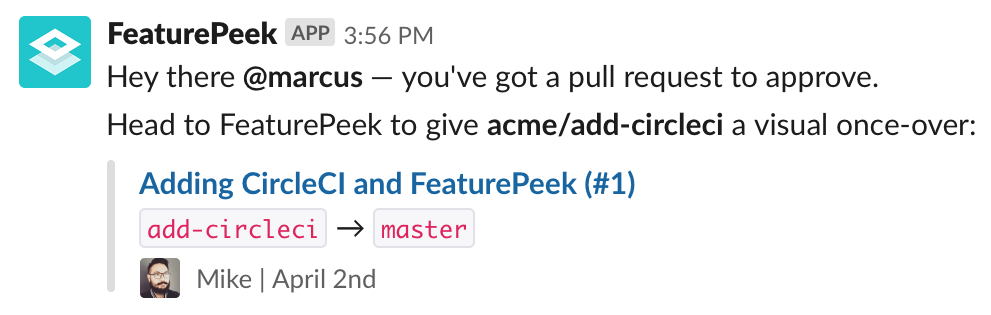 FeaturePeek APP 3:56 PM
Hey there @marcus — you've got a pull request to approve.
Head to FeaturePeek to give acme/add-circleci a visual once-over:
Adding CircleCI and FeaturePeek (#1)
add-circleci → master
Mike | April 2nd